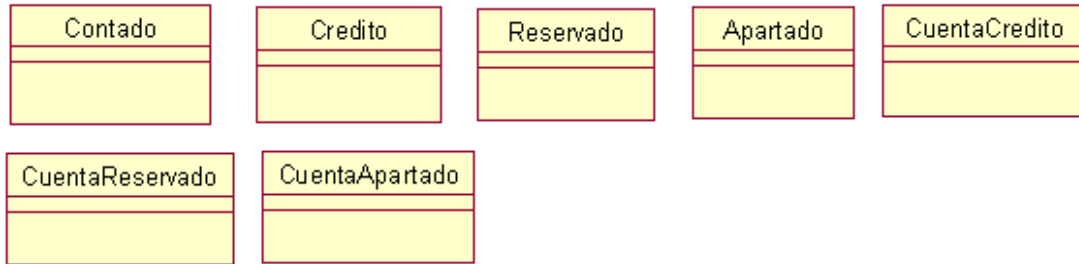 Contado
Credito
Reservado
Apartado
CuentaCredito
CuentaReservado
CuentaApartado